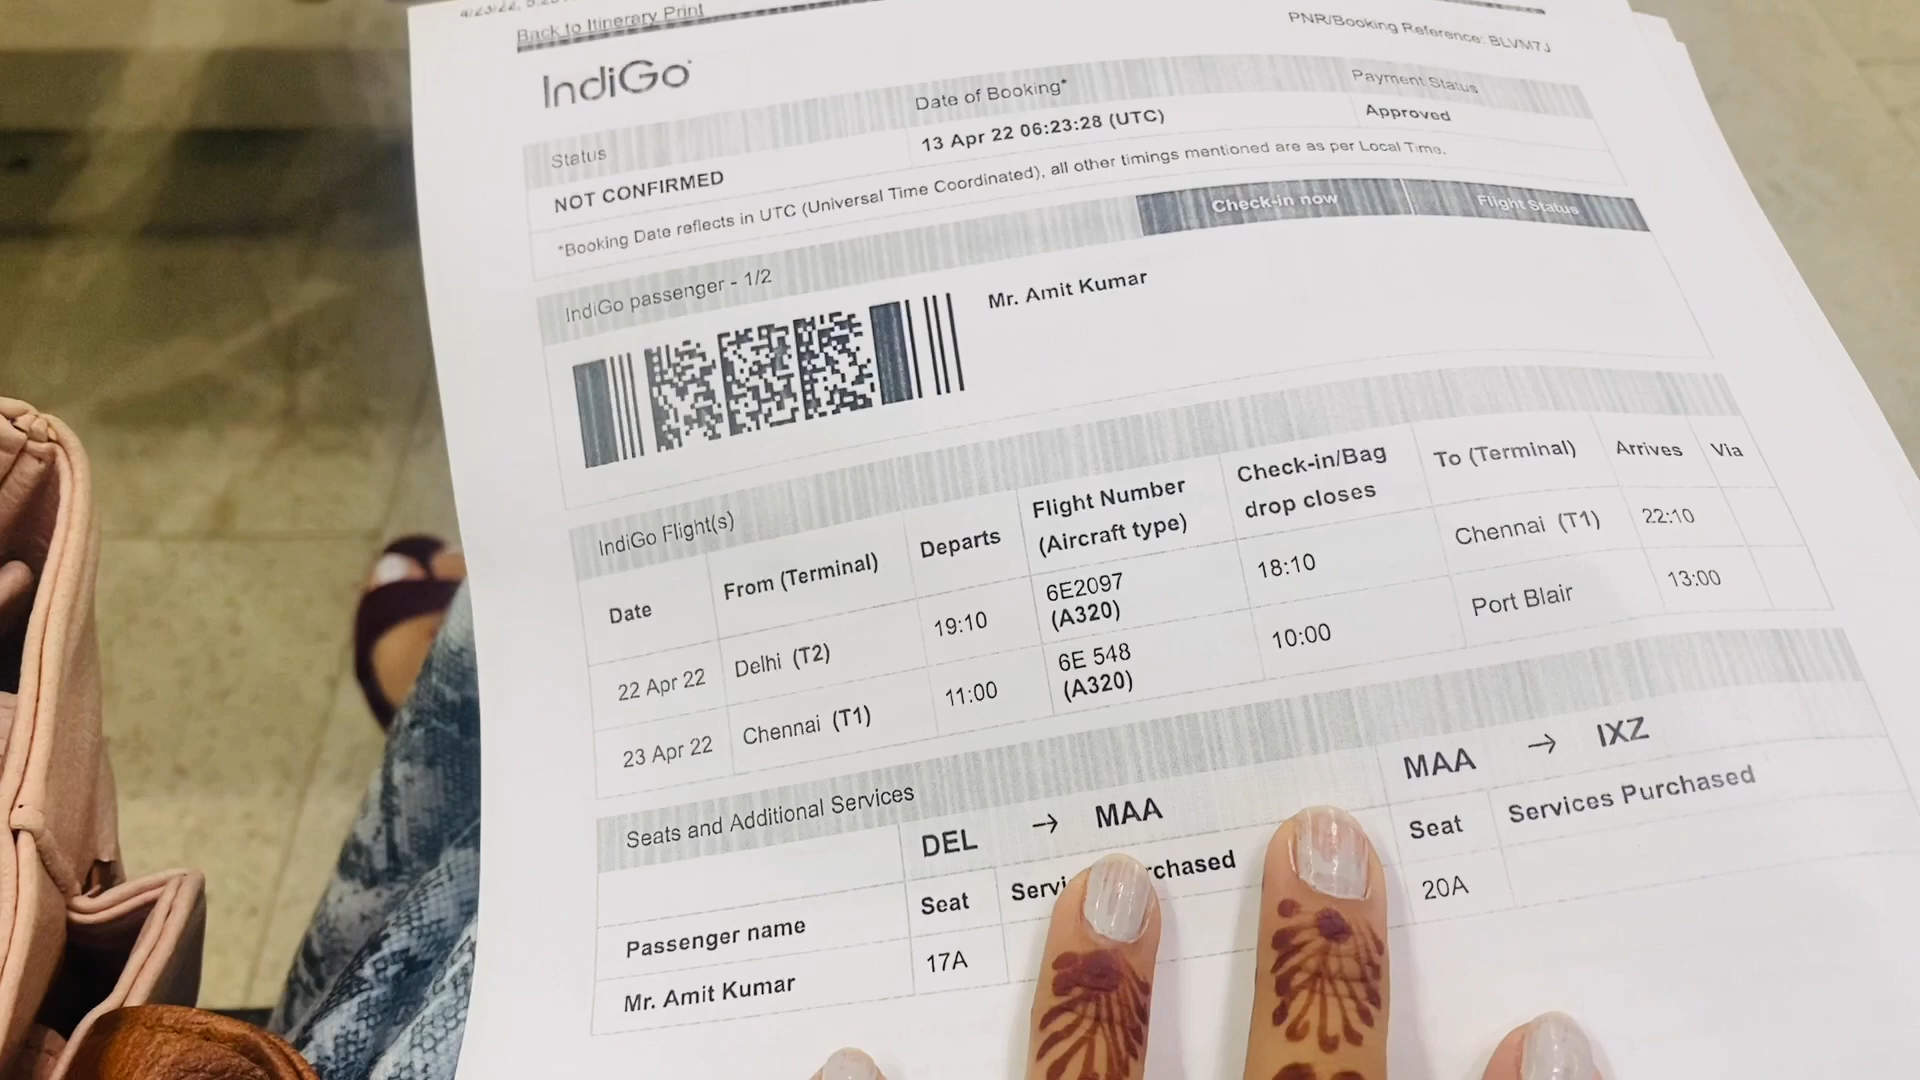 Back to Itinerary Print
PNR/Booking Reference: BLVM7J
IndiGo
Status
Date of Booking*
Payment Status
NOT CONFIRMED
13 Apr 22 06:23:28 (UTC)
Approved
*Booking Date reflects in UTC (Universal Time Coordinated), all other timings mentioned are as per Local Time.
Check-in now
Flight Status
IndiGo passenger - 1/2
Mr. Amit Kumar
IndiGo Flight(s)
Date
From (Terminal)
Departs
Flight Number
(Aircraft type)
Check-in/Bag
drop closes
To (Terminal)
Arrives
Via
22 Apr 22
Delhi (T2)
19:10
6E2097
(A320)
18:10
Chennai (T1)
22:10
23 Apr 22
Chennai (T1)
11:00
6E 548
(A320)
10:00
Port Blair
13:00
Seats and Additional Services
DEL → MAA
MAA → IXZ
Passenger name
Seat
Seat
Services Purchased
Mr. Amit Kumar
17A
20A